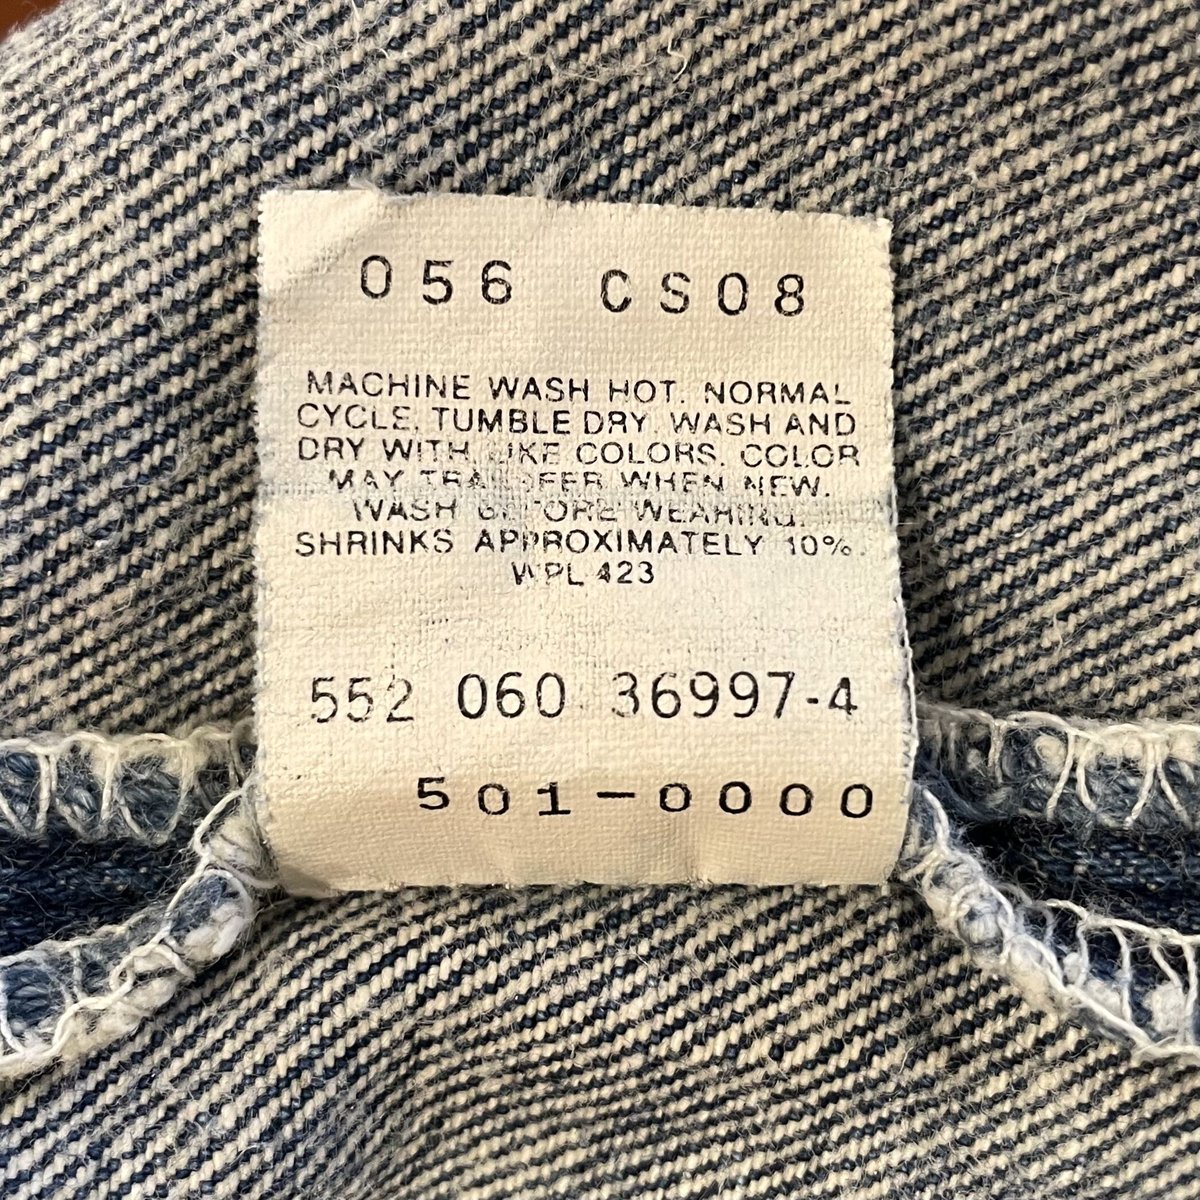 056 CS08
MACHINE WASH HOT. NORMAL
CYCLE. TUMBLE DRY. WASH AND
DRY WITH LIKE COLORS. COLOR
MAY TRANSFER WHEN NEW.
WASH BEFORE WEARING.
SHRINKS APPROXIMATELY 10%.
WPL 423
552 060 36997-4
501-0000